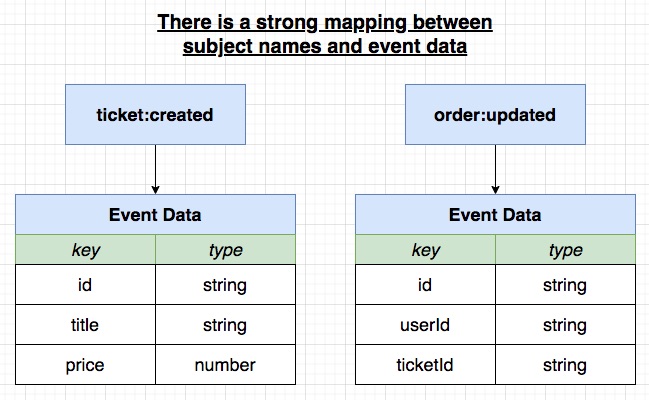 There is a strong mapping between
subject names and event data
ticket:created
order:updated
Event Data
key type
id string
title string
price number
Event Data
key type
id string
userId string
ticketId string